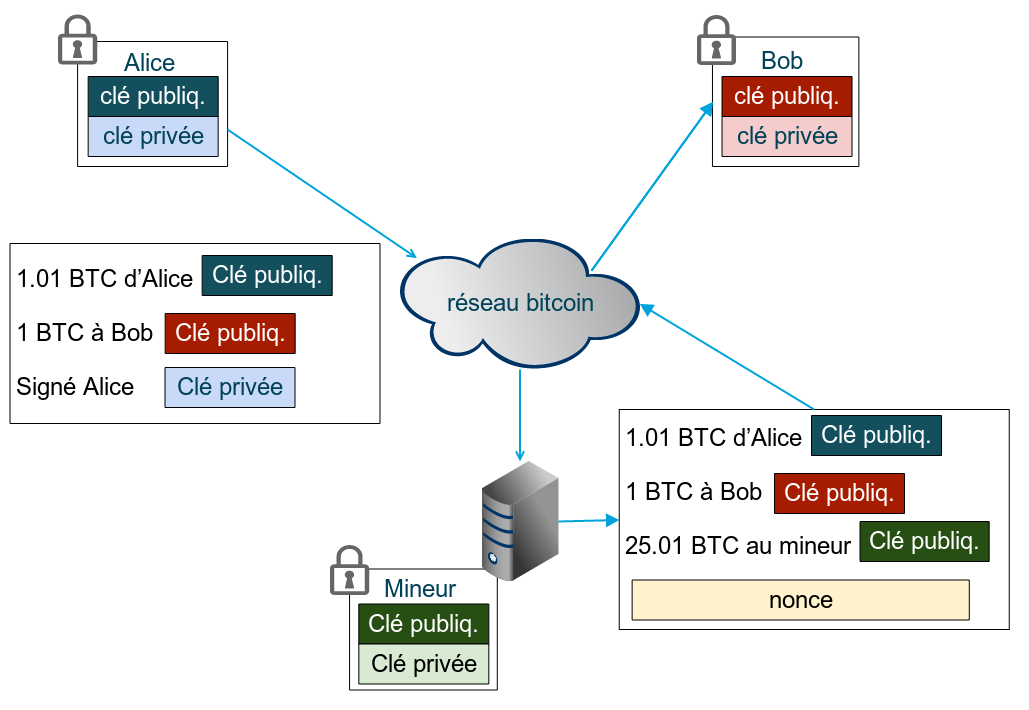 Alice
clé publiq.
clé privée
Bob
clé publiq.
clé privée
1.01 BTC d’Alice Clé publiq.
1 BTC à Bob Clé publiq.
Signé Alice Clé privée
réseau bitcoin
1.01 BTC d’Alice Clé publiq.
1 BTC à Bob Clé publiq.
25.01 BTC au mineur Clé publiq.
nonce
Mineur
Clé publiq.
Clé privée